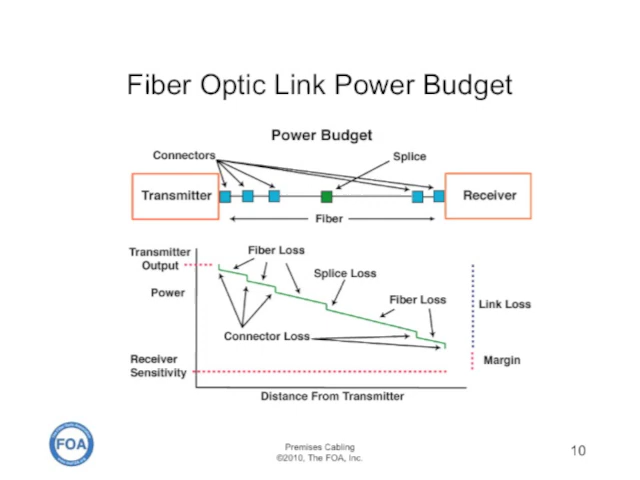 Fiber Optic Link Power Budget
Power Budget
Connectors
Splice
Transmitter
Receiver
Fiber
Transmitter
Output
Fiber Loss
Splice Loss
Power
Fiber Loss
Link Loss
Connector Loss
Receiver
Sensitivity
Margin
Distance From Transmitter
FOA
Premises Cabling
©2010, The FOA, Inc.
10